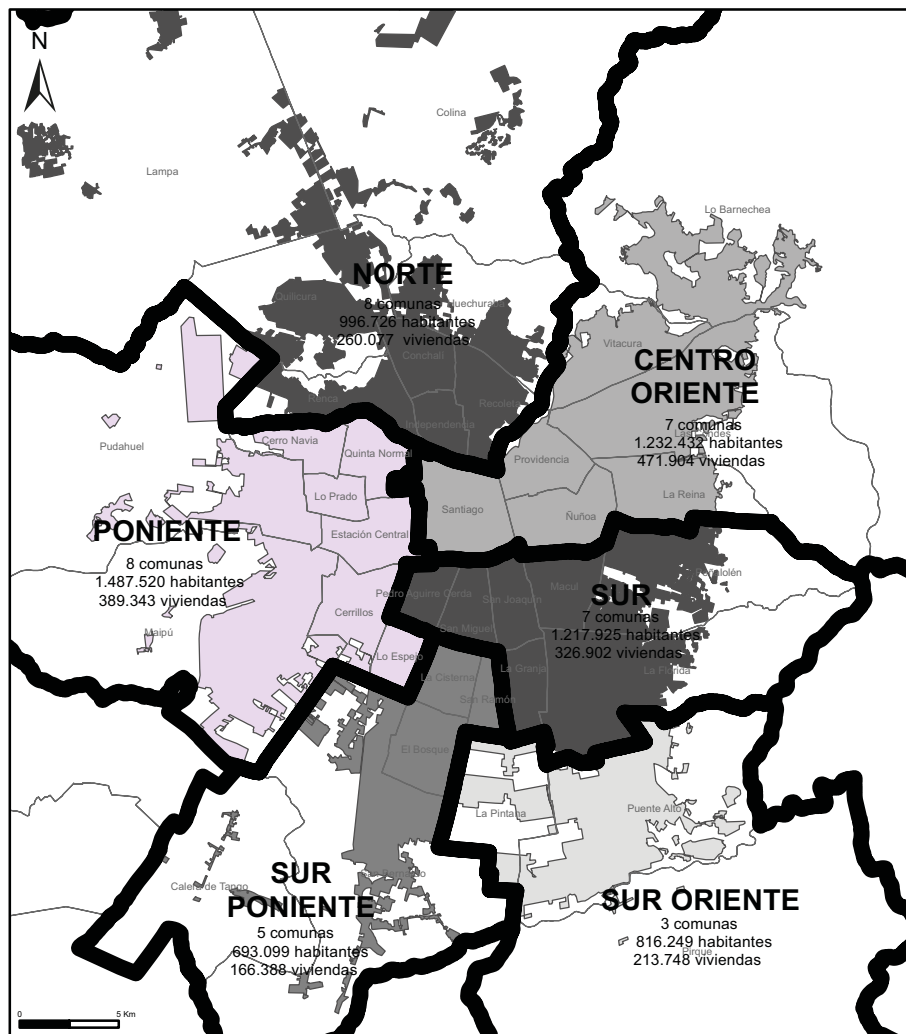 N
Colina
Lampa
Lo Barnechea
NORTE
8 comunas
996.726 habitantes
260.077 viviendas
Quilicura
Huechuraba
Conchalí
Renca
Recoleta
Independencia
Vitacura
CENTRO
ORIENTE
7 comunas
1.232.432 habitantes
471.904 viviendas
Las Condes
Providencia
La Reina
Santiago
Ñuñoa
Pudahuel
Cerro Navia
Quinta Normal
Lo Prado
Estación Central
PONIENTE
8 comunas
1.487.520 habitantes
389.343 viviendas
Maipú
Cerrillos
Lo Espejo
Pedro Aguirre Cerda
San Joaquín
Macul
Peñalolén
SUR
7 comunas
1.217.925 habitantes
326.902 viviendas
San Miguel
La Granja
La Florida
La Cisterna
San Ramón
El Bosque
La Pintana
Puente Alto
Calera de Tango
San Bernardo
SUR
PONIENTE
5 comunas
693.099 habitantes
166.388 viviendas
SUR ORIENTE
3 comunas
816.249 habitantes
213.748 viviendas
Pirque
0 5 Km